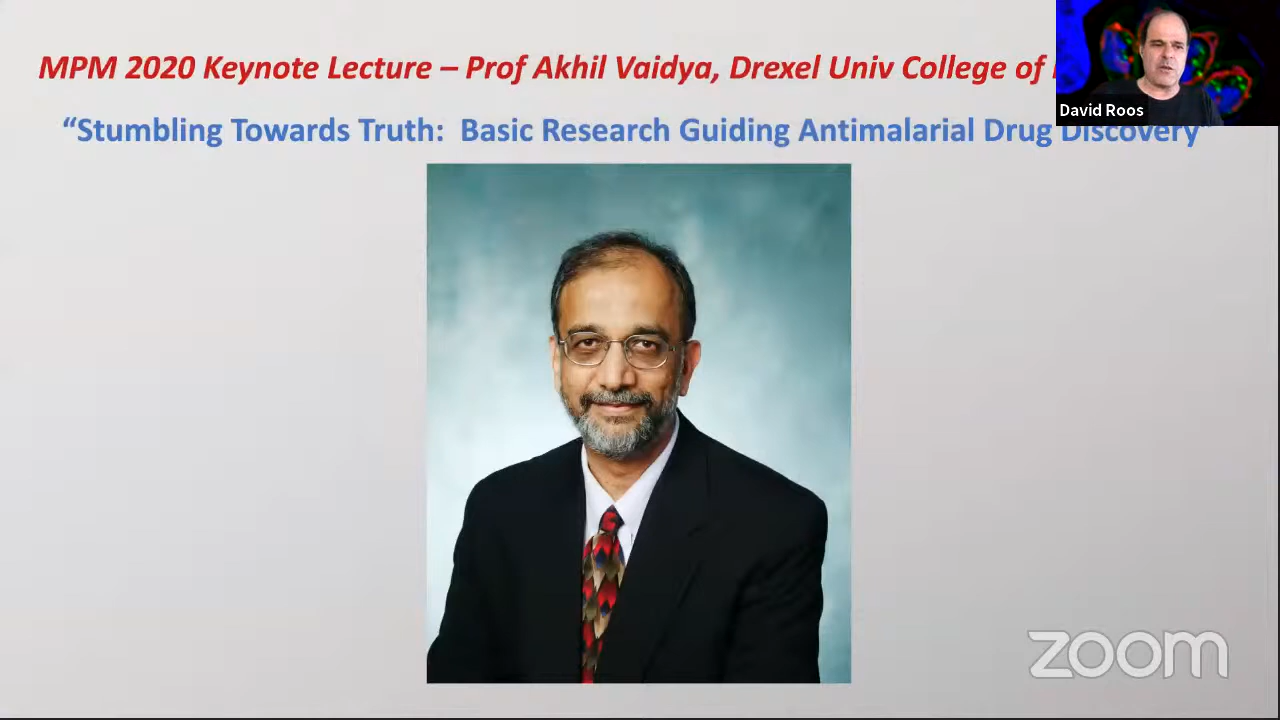 MPM 2020 Keynote Lecture – Prof Akhil Vaidya, Drexel Univ College of
David Roos
“Stumbling Towards Truth: Basic Research Guiding Antimalarial Drug Discovery”
zoom